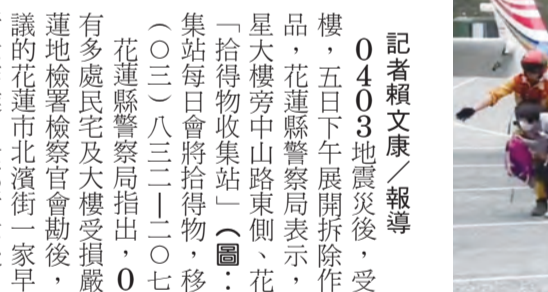 記者賴文康／報導
0403地震災後，受
樓，五日下午展開拆除作
品，花蓮縣警察局表示，
星大樓旁中山路東側、花
「拾得物收集站」（圖：
集站每日會將拾得物，移
（○三）八三二—二○七
花蓮縣警察局指出，0
有多處民宅及大樓受損嚴
蓮地檢署檢察官會勘後，
議的花蓮市北濱街一家早